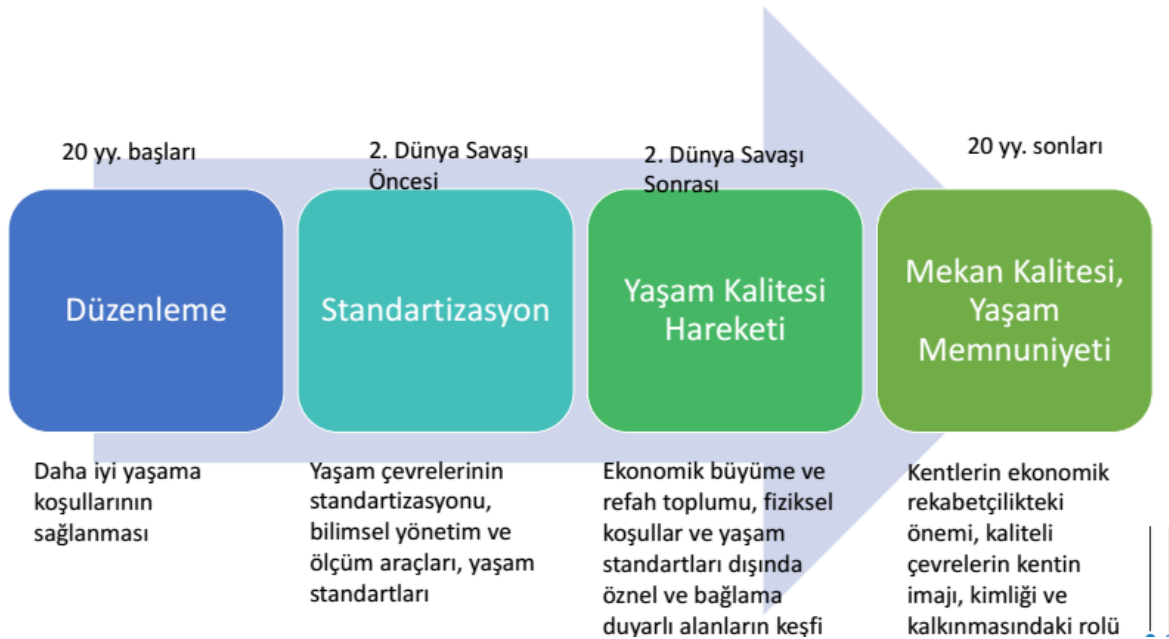 20 yy. başları
2. Dünya Savaşı
Öncesi
2. Dünya Savaşı
Sonrası
20 yy. sonları
Düzenleme
Standartizasyon
Yaşam Kalitesi
Hareketi
Mekan Kalitesi,
Yaşam
Memnuniyeti
Daha iyi yaşama
koşullarının
sağlanması
Yaşam çevrelerinin
standartizasyonu,
bilimsel yönetim ve
ölçüm araçları, yaşam
standartları
Ekonomik büyüme ve
refah toplumu, fiziksel
koşullar ve yaşam
standartları dışında
öznel ve bağlama
duyarlı alanların keşfi
Kentlerin ekonomik
rekabetçilikteki
önemi, kaliteli
çevrelerin kentin
imajı, kimliği ve
kalkınmasındaki rolü